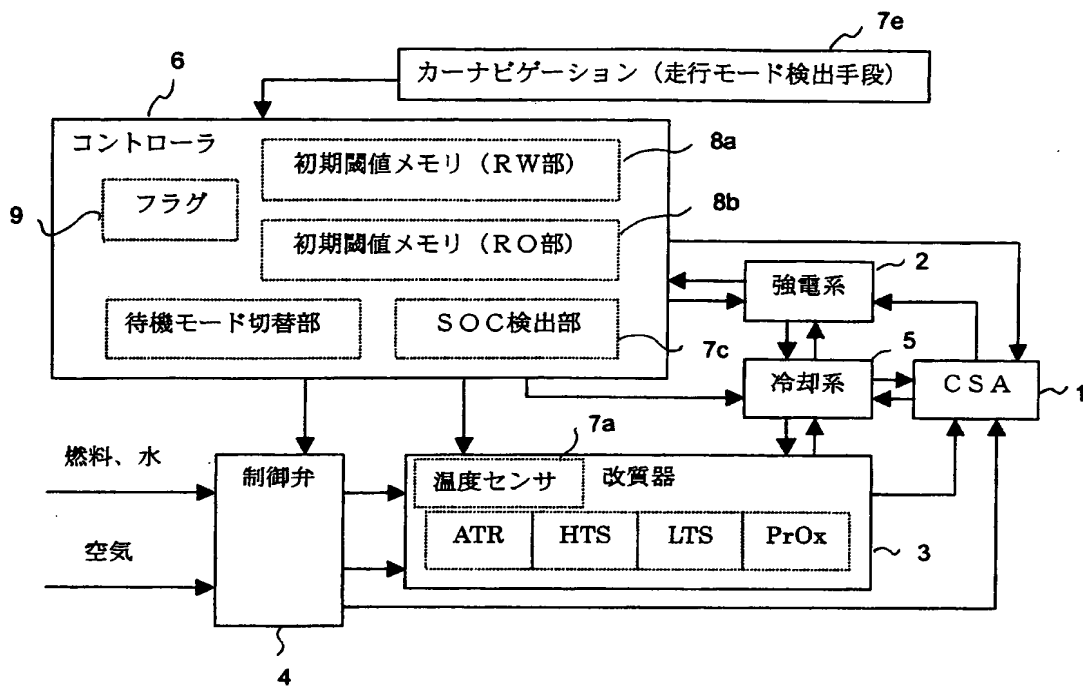 7e
カーナビゲーション（走行モード検出手段）
6
コントローラ
初期閾値メモリ（ＲＷ部）
8a
フラグ
9
初期閾値メモリ（ＲＯ部）
8b
待機モード切替部
ＳＯＣ検出部
7c
強電系
2
冷却系
5
ＣＳＡ
1
燃料、水
空気
制御弁
4
7a
温度センサ
改質器
ATR
HTS
LTS
PrOx
3